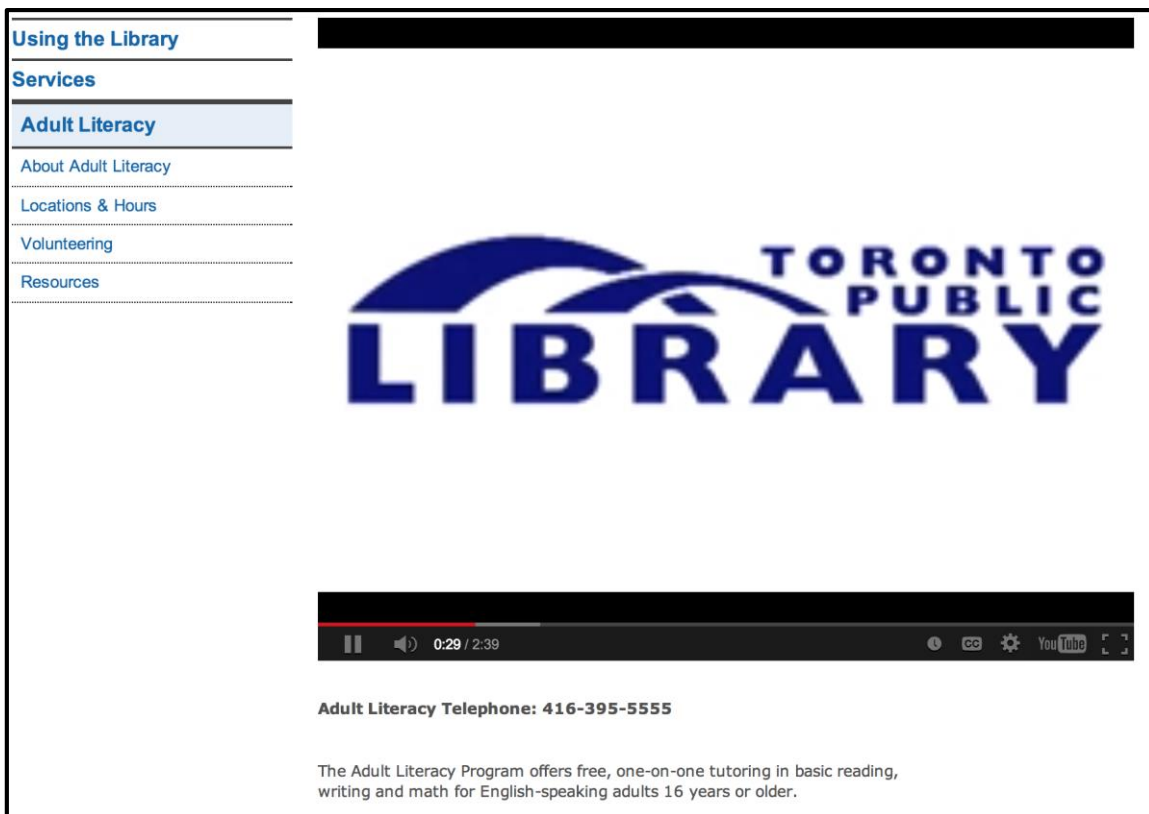 Using the Library
Services
Adult Literacy
About Adult Literacy
Locations & Hours
Volunteering
Resources
TORONTO
PUBLIC
LIBRARY
0:29 / 2:39
CC
YouTube
Adult Literacy Telephone: 416-395-5555
The Adult Literacy Program offers free, one-on-one tutoring in basic reading,
writing and math for English-speaking adults 16 years or older.